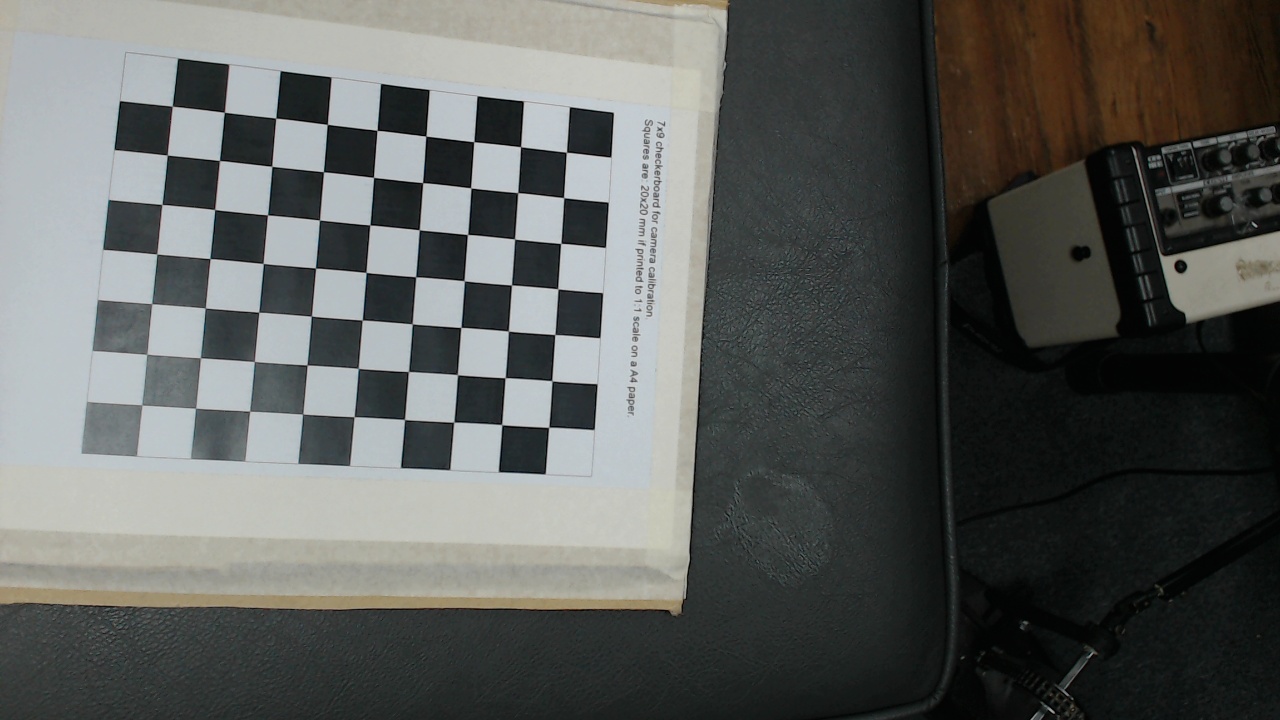 7x9 checkerboard for camera calibration.
Squares are: 20x20 mm if printed to 1:1 scale on a A4 paper.